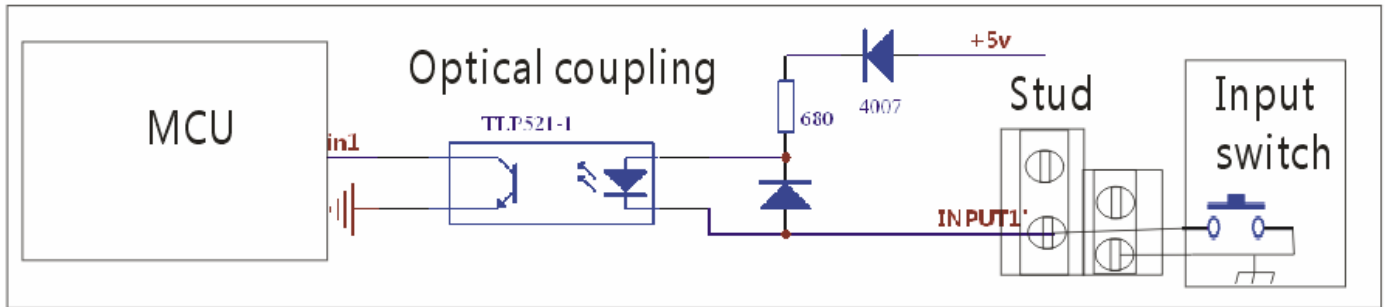 MCU
in1
Optical coupling
TLP521-1
680
4007
+5v
Stud
INPUT1'
Input
switch